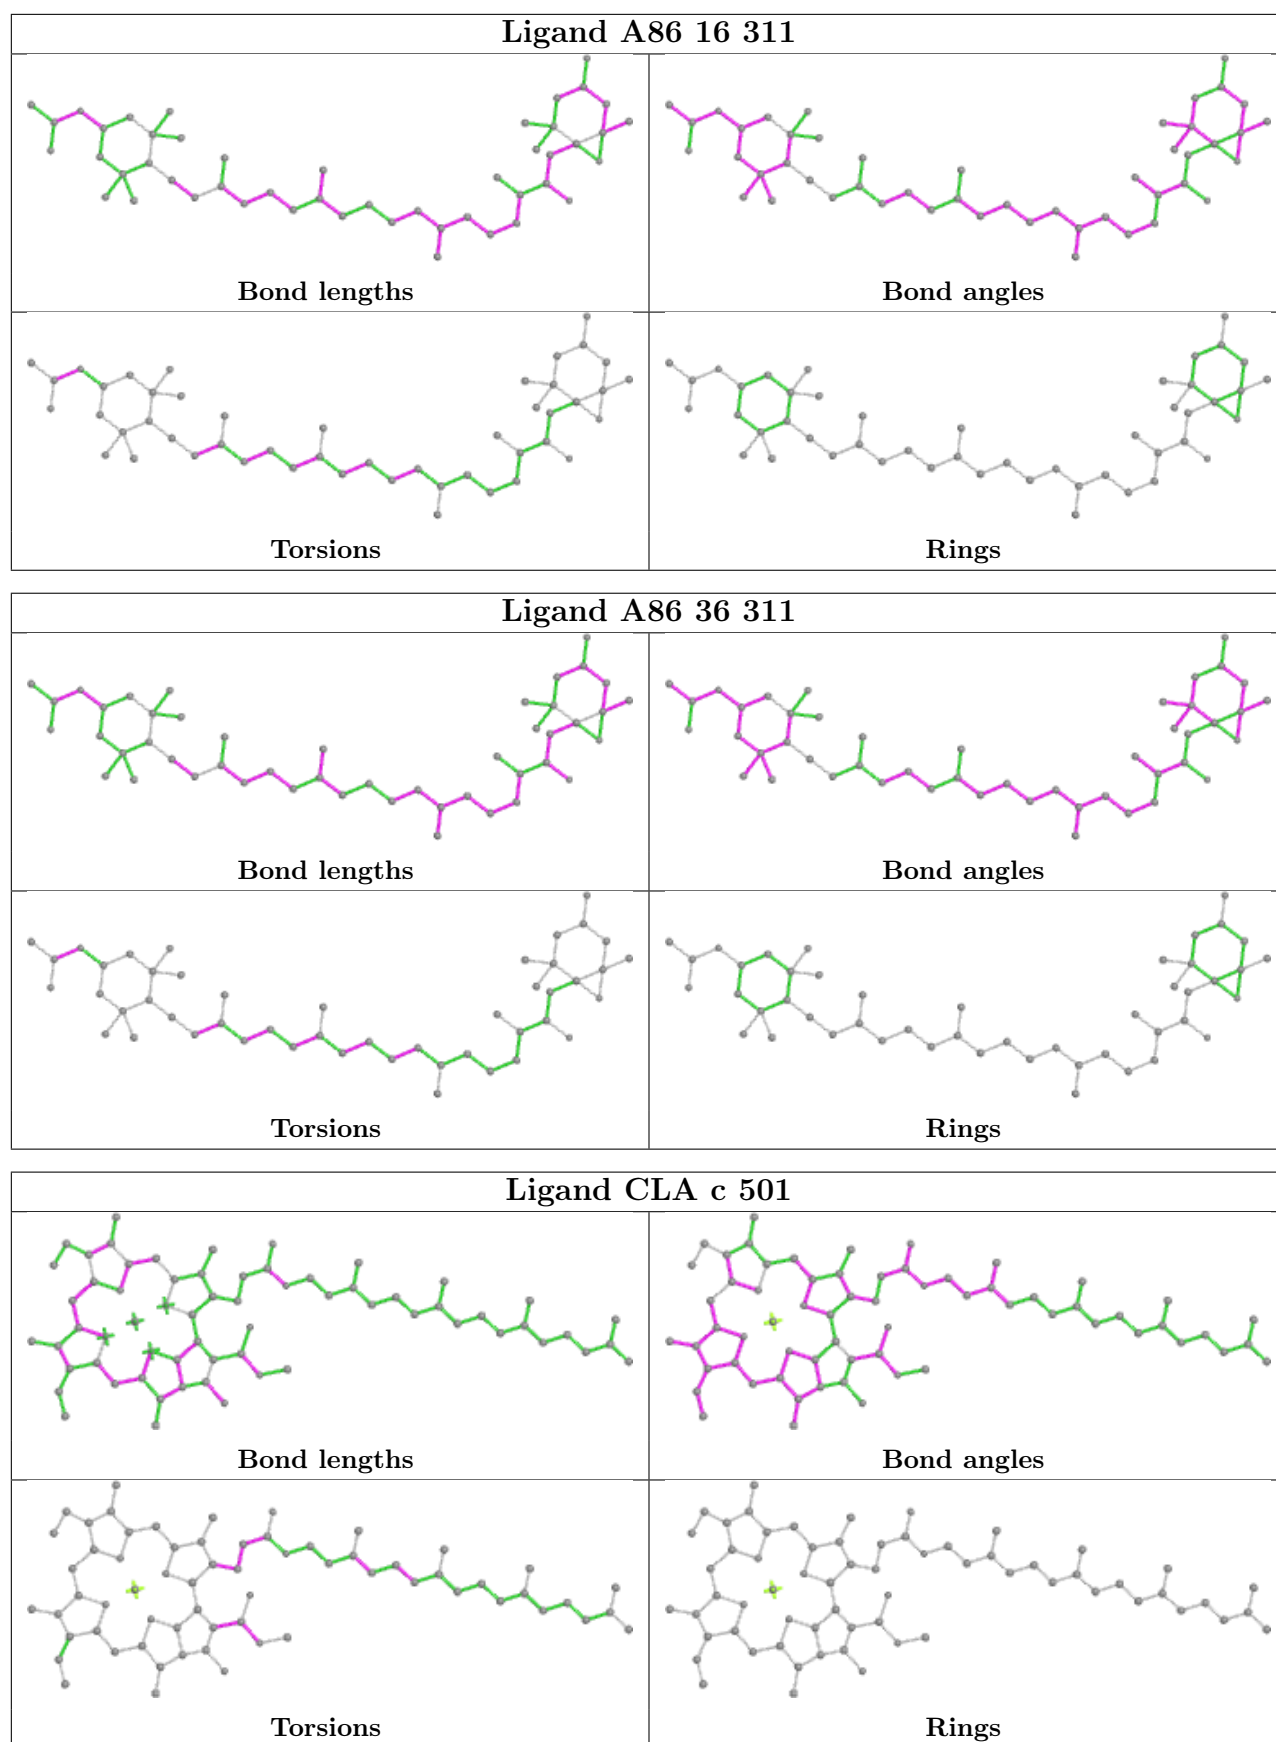 Ligand A86 16 311
Bond lengths
Bond angles
Torsions
Rings
Ligand A86 36 311
Bond lengths
Bond angles
Torsions
Rings
Ligand CLA c 501
Bond lengths
Bond angles
Torsions
Rings